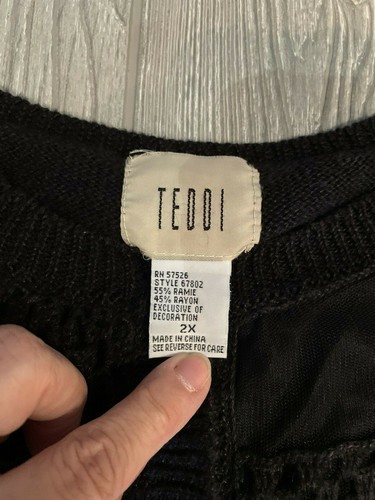 TEDDI
RN 57526
STYLE 67802
55% RAMIE
45% RAYON
EXCLUSIVE OF
DECORATION
2X
MADE IN CHINA
SEE REVERSE FOR CARE